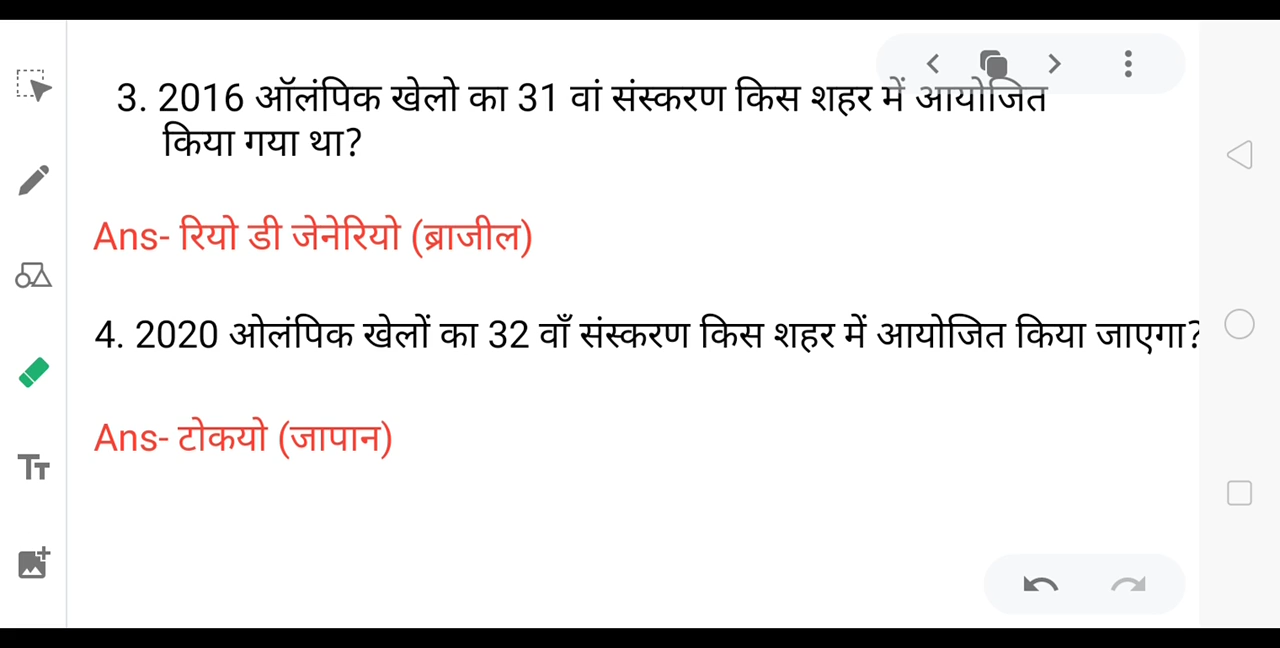 3. 2016 ऑलंपिक खेलो का 31 वां संस्करण किस शहर में आयोजित
किया गया था?
Ans- रियो डी जेनेरियो (ब्राजील)
4. 2020 ओलंपिक खेलों का 32 वाँ संस्करण किस शहर में आयोजित किया जाएगा?
Ans- टोकयो (जापान)